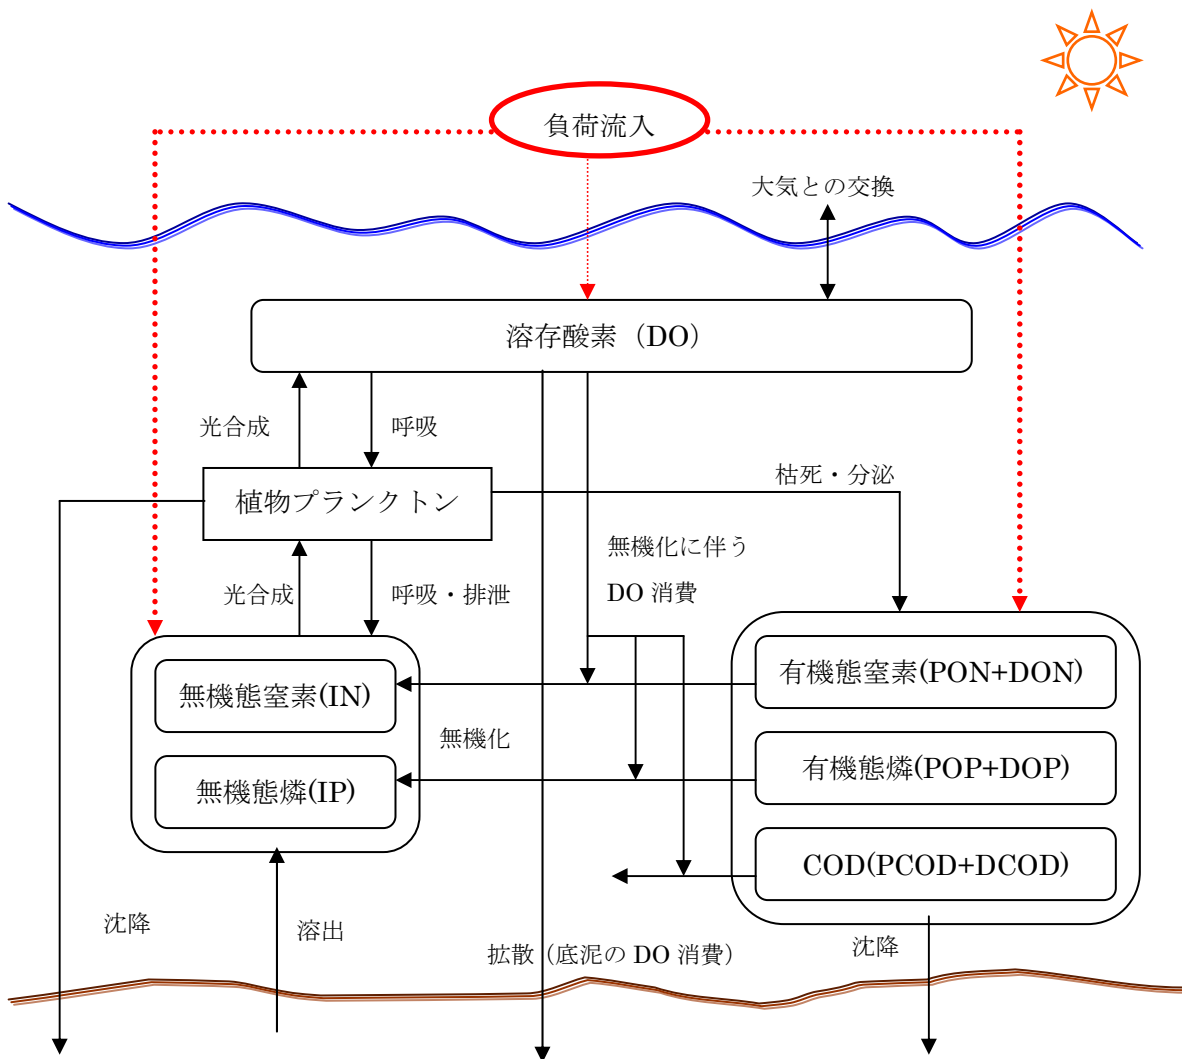 負荷流入
大気との交換
溶存酸素（DO）
光合成
呼吸
枯死・分泌
植物プランクトン
無機化に伴う
DO 消費
光合成
呼吸・排泄
無機態窒素(IN)
有機態窒素(PON+DON)
無機化
無機態燐(IP)
有機態燐(POP+DOP)
COD(PCOD+DCOD)
沈降
溶出
拡散（底泥の DO 消費）
沈降